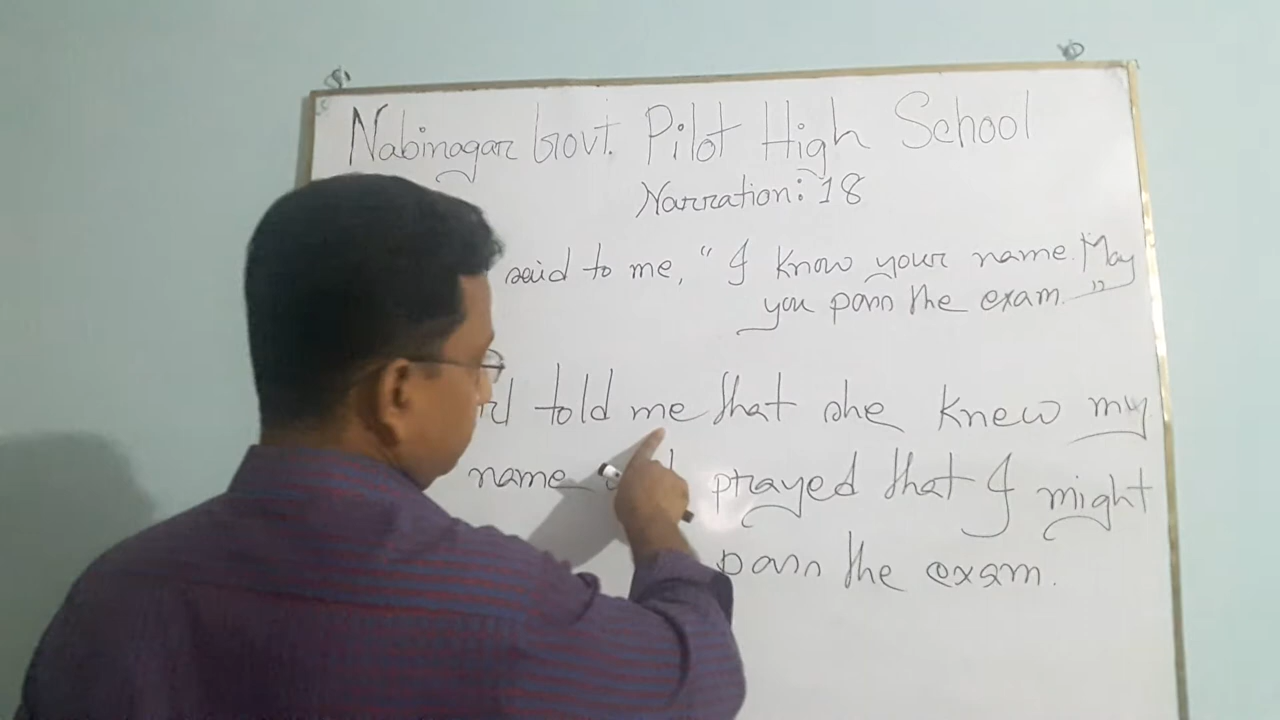 Nabinagar Govt. Pilot High School
Narration: 18
said to me, "I know your name. May
you pass the exam."
told me that she knew my
name prayed that I might
pass the exam.